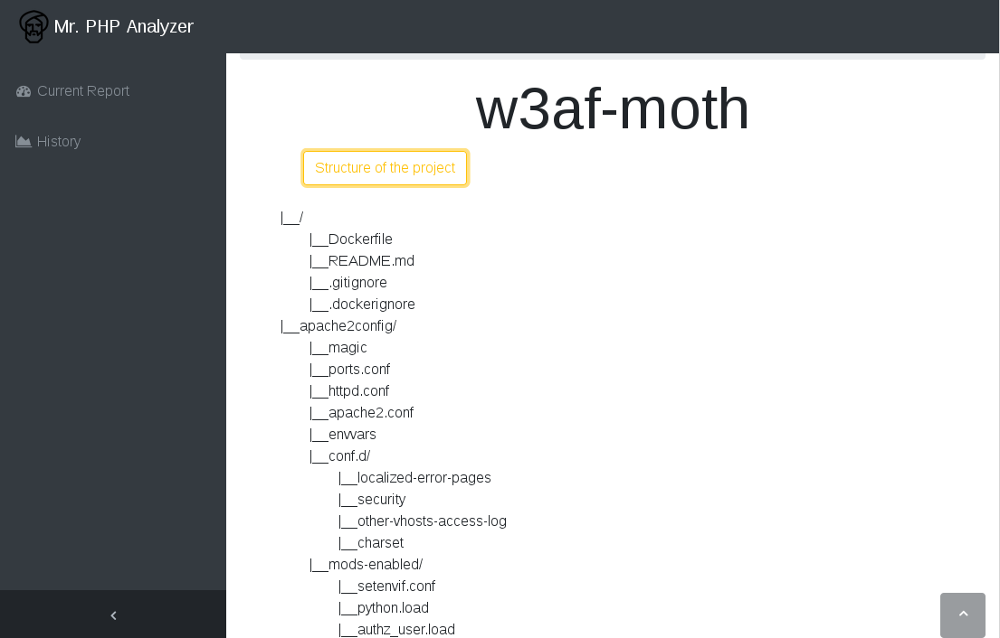 Mr. PHP Analyzer
Current Report
History
w3af-moth
Structure of the project
|__/
|__Dockerfile
|__README.md
|__.gitignore
|__.dockerignore
|__apache2config/
|__magic
|__ports.conf
|__httpd.conf
|__apache2.conf
|__envvars
|__conf.d/
|__localized-error-pages
|__security
|__other-vhosts-access-log
|__charset
|__mods-enabled/
|__setenvif.conf
|__python.load
|__authz_user.load